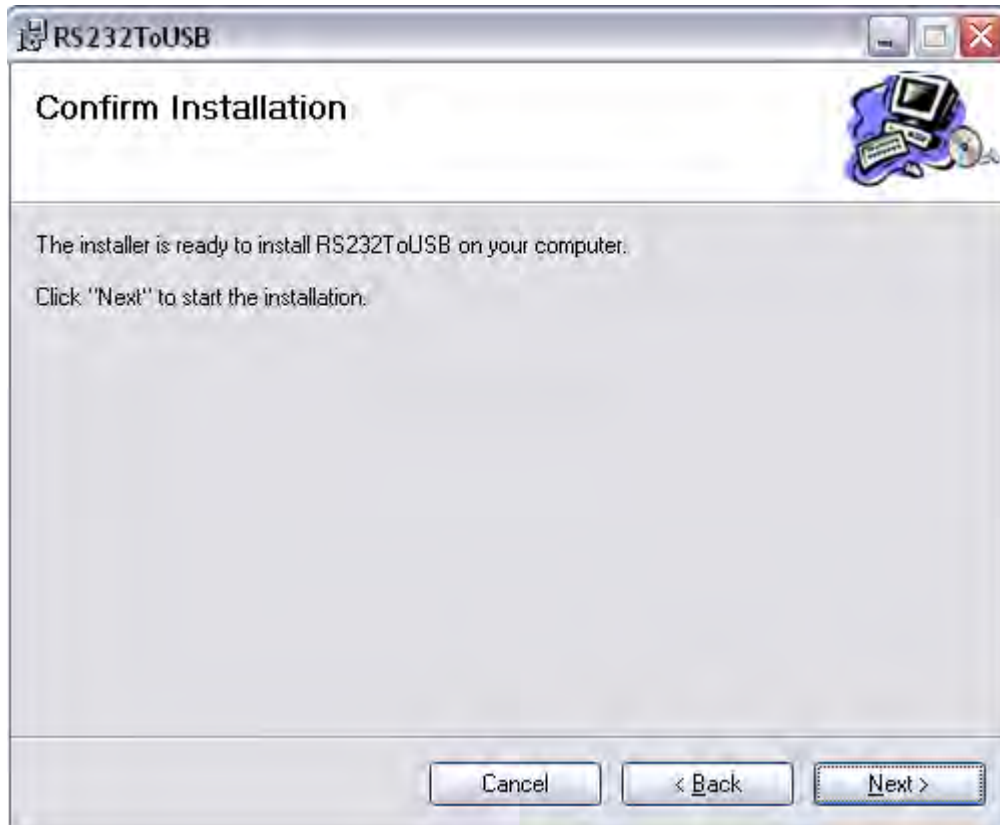 RS232ToUSB
Confirm Installation
The installer is ready to install RS232ToUSB on your computer.
Click "Next" to start the installation.
Cancel
< Back
Next >